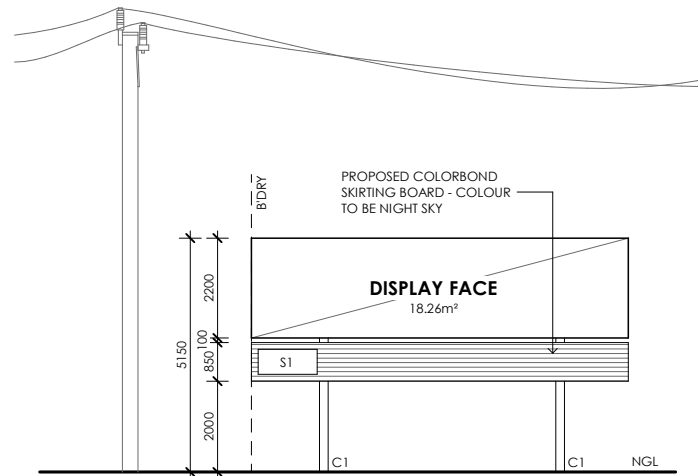 B'DRY
PROPOSED COLORBOND
SKIRTING BOARD - COLOUR
TO BE NIGHT SKY
DISPLAY FACE
18.26m²
5150
2200
100
850
2000
S1
C1
C1
NGL